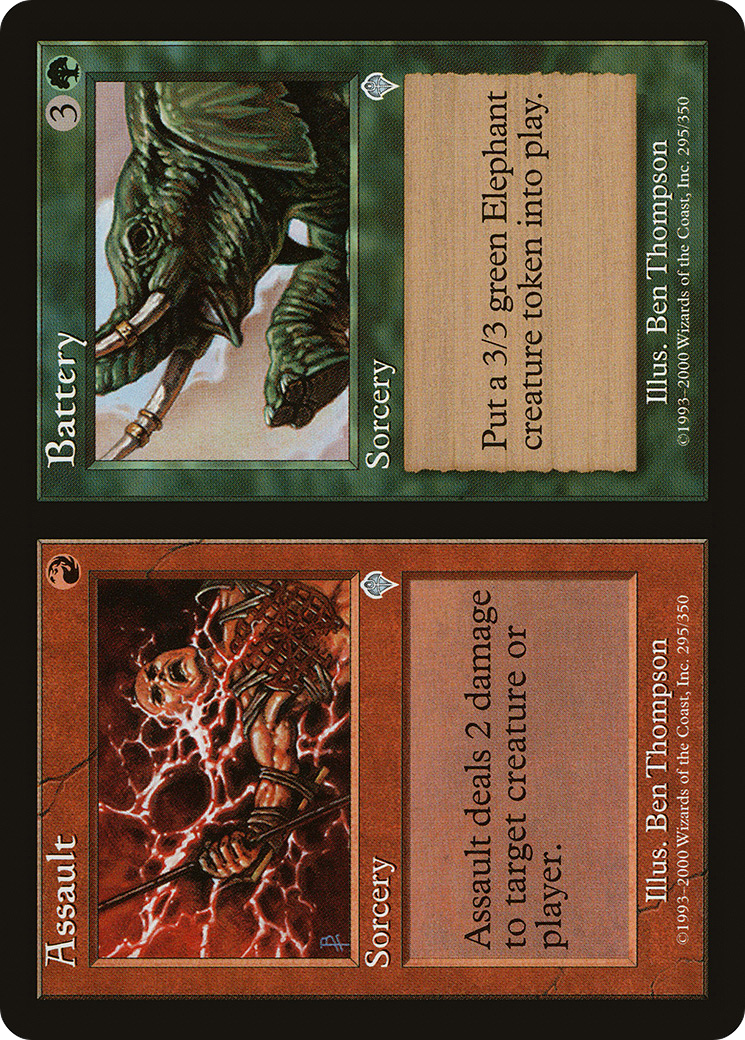 Assault
Sorcery
Assault deals 2 damage
to target creature or
player.
Illus. Ben Thompson
©1993–2000 Wizards of the Coast, Inc. 295/350
Battery
3
Sorcery
Put a 3/3 green Elephant
creature token into play.
Illus. Ben Thompson
©1993–2000 Wizards of the Coast, Inc. 295/350